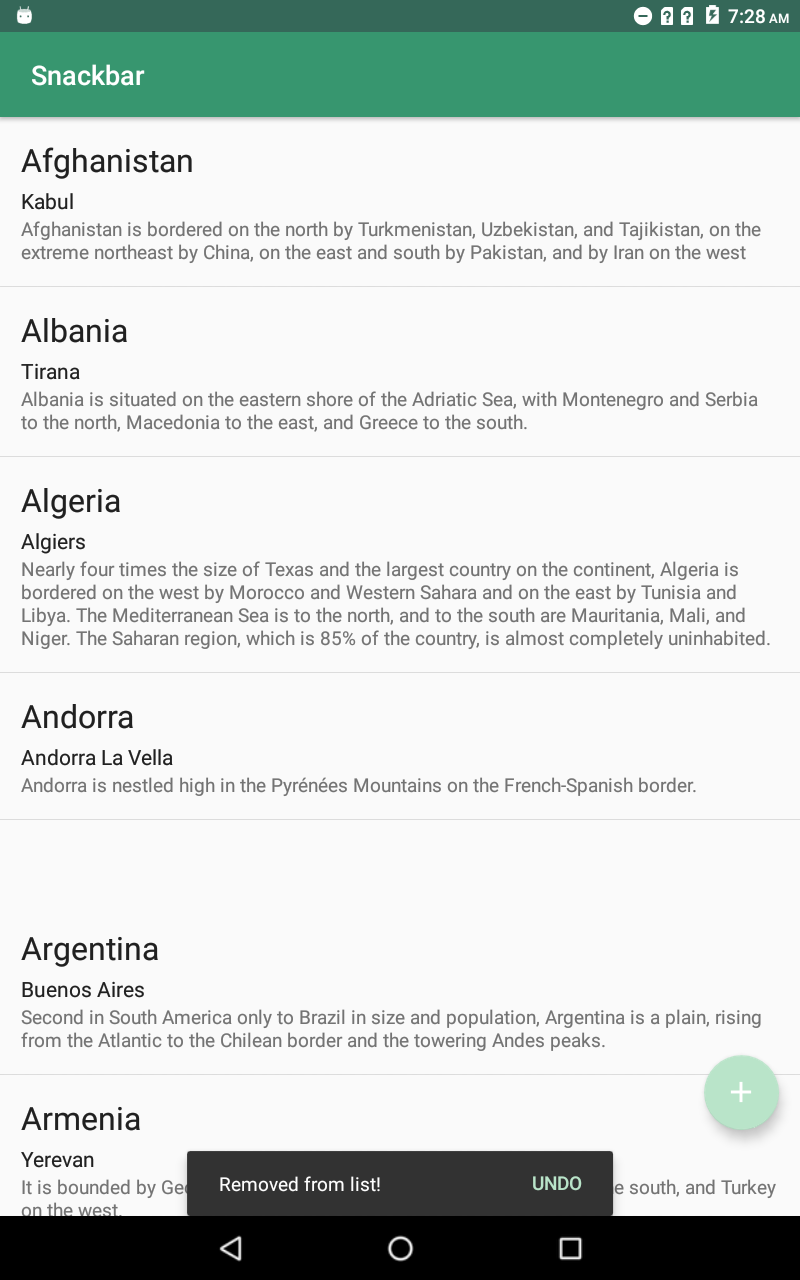 7:28 AM
Snackbar
Afghanistan
Kabul
Afghanistan is bordered on the north by Turkmenistan, Uzbekistan, and Tajikistan, on the
extreme northeast by China, on the east and south by Pakistan, and by Iran on the west
Albania
Tirana
Albania is situated on the eastern shore of the Adriatic Sea, with Montenegro and Serbia
to the north, Macedonia to the east, and Greece to the south.
Algeria
Algiers
Nearly four times the size of Texas and the largest country on the continent, Algeria is
bordered on the west by Morocco and Western Sahara and on the east by Tunisia and
Libya. The Mediterranean Sea is to the north, and to the south are Mauritania, Mali, and
Niger. The Saharan region, which is 85% of the country, is almost completely uninhabited.
Andorra
Andorra La Vella
Andorra is nestled high in the Pyrénées Mountains on the French-Spanish border.
Argentina
Buenos Aires
Second in South America only to Brazil in size and population, Argentina is a plain, rising
from the Atlantic to the Chilean border and the towering Andes peaks.
+
Armenia
Yerevan
It is bounded by south, and Turkey
on the west.
Removed from list! UNDO